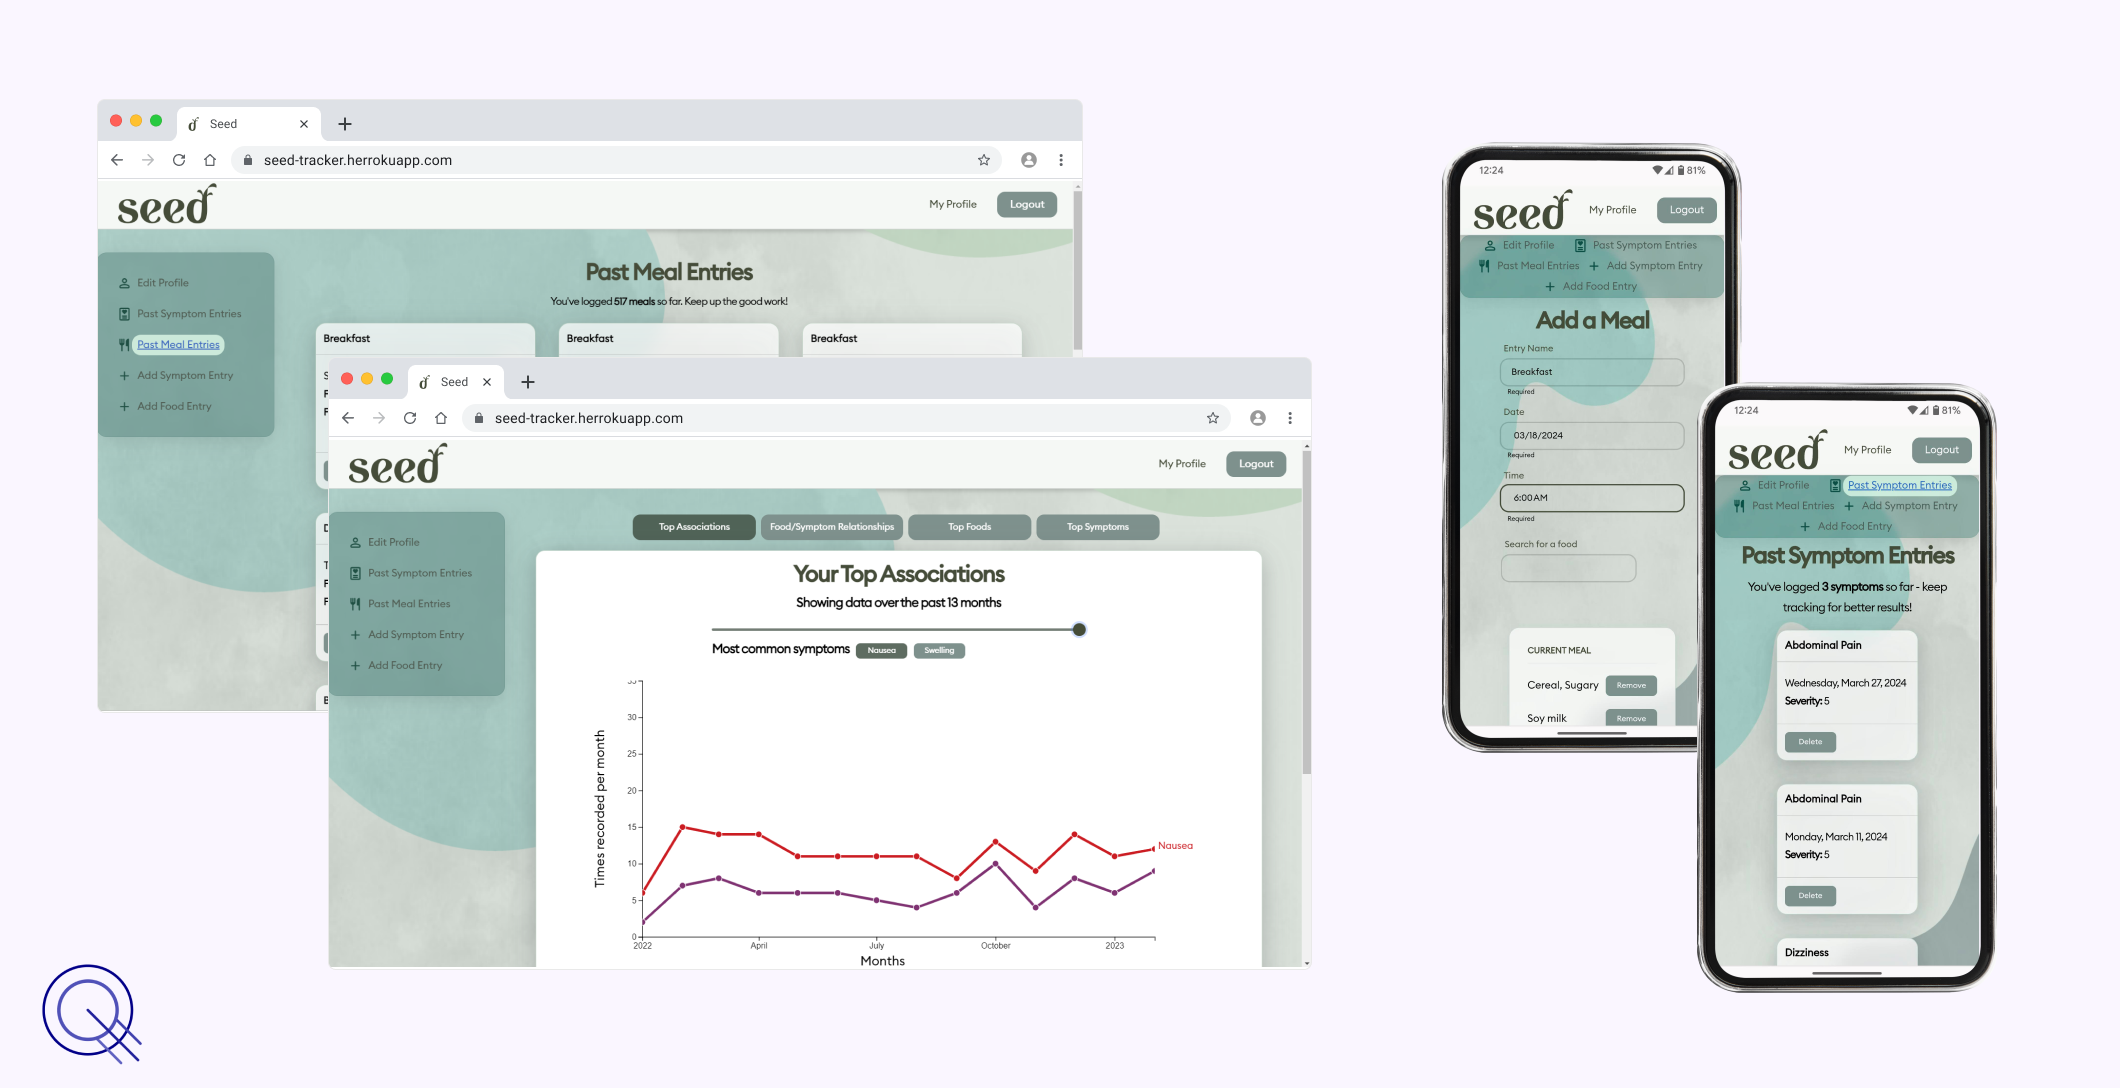 Seed
seed-tracker.herrokuapp.com
seed
My Profile
Logout
Edit Profile
Past Symptom Entries
Past Meal Entries
Add Symptom Entry
Add Food Entry
Past Meal Entries
You've logged 517 meals so far. Keep up the good work!
Breakfast
Breakfast
Breakfast
Seed
seed-tracker.herrokuapp.com
seed
My Profile
Logout
Edit Profile
Past Symptom Entries
Past Meal Entries
Add Symptom Entry
Add Food Entry
Top Associations
Food/Symptom Relationships
Top Foods
Top Symptoms
Your Top Associations
Showing data over the past 13 months
Most common symptoms
Nausea
Swelling
Times recorded per month
30
25
20
15
10
5
0
Nausea
2022
April
July
October
2023
Months
12:24
81%
seed
My Profile
Logout
Edit Profile
Past Symptom Entries
Past Meal Entries
Add Symptom Entry
Add Food Entry
Add a Meal
Entry Name
Breakfast
Required
Date
03/18/2024
Required
Time
6:00 AM
Required
Search for a food
CURRENT MEAL
Cereal, Sugary
Remove
Soy milk
Remove
12:24
81%
seed
My Profile
Logout
Edit Profile
Past Symptom Entries
Past Meal Entries
Add Symptom Entry
Add Food Entry
Past Symptom Entries
You've logged 3 symptoms so far - keep
tracking for better results!
Abdominal Pain
Wednesday, March 27, 2024
Severity: 5
Delete
Abdominal Pain
Monday, March 11, 2024
Severity: 5
Delete
Dizziness